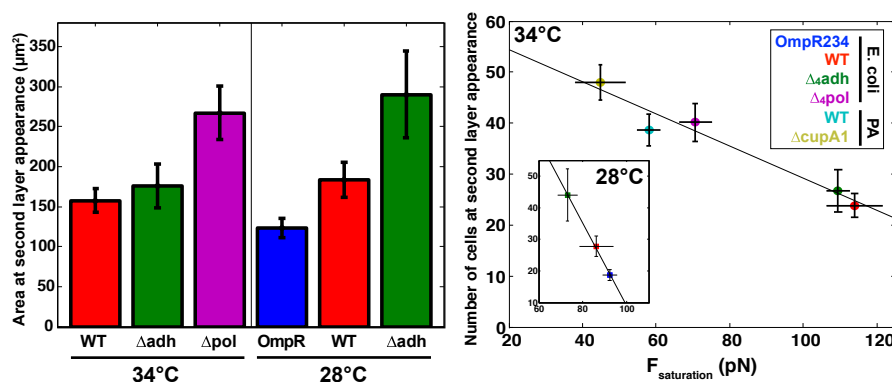 Area at second layer appearance (µm²)
350
300
250
200
150
100
50
0
WT Δadh Δpol OmpR WT Δadh
34°C 28°C
Number of cells at second layer appearance
60
50
40
30
20
10
0
34°C
OmpR234
WT
Δ₄adh
Δ₄pol
WT
ΔcupA1
E. coli
PA
28°C
50
40
30
20
10
60 80 100
20 40 60 80 100 120
F saturation (pN)